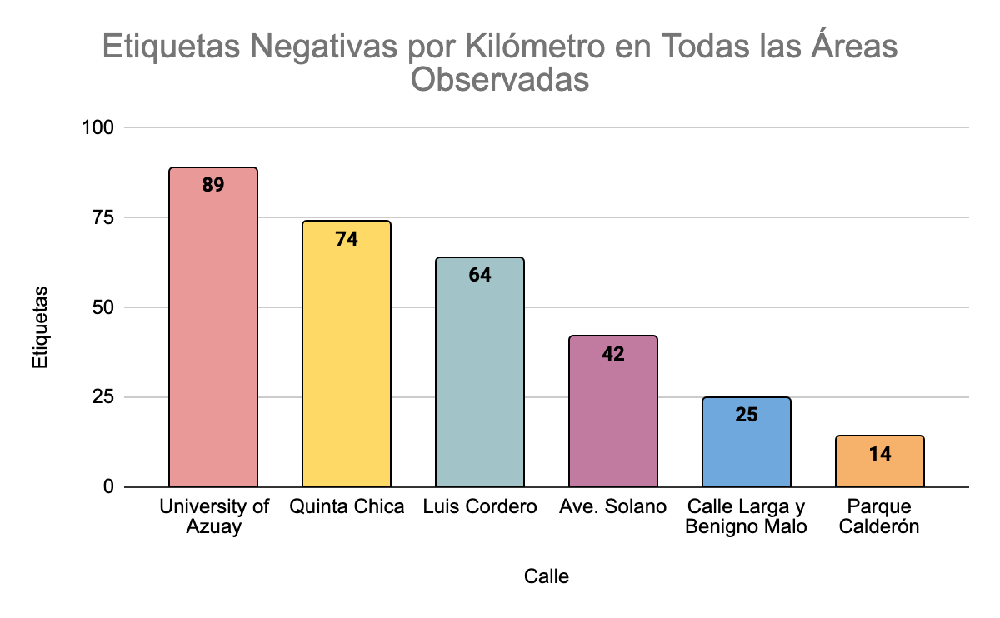 Etiquetas Negativas por Kilómetro en Todas las Áreas
Observadas
100
75
50
25
0
Etiquetas
89
74
64
42
25
14
University of
Azuay
Quinta Chica
Luis Cordero
Ave. Solano
Calle Larga y
Benigno Malo
Parque
Calderón
Calle